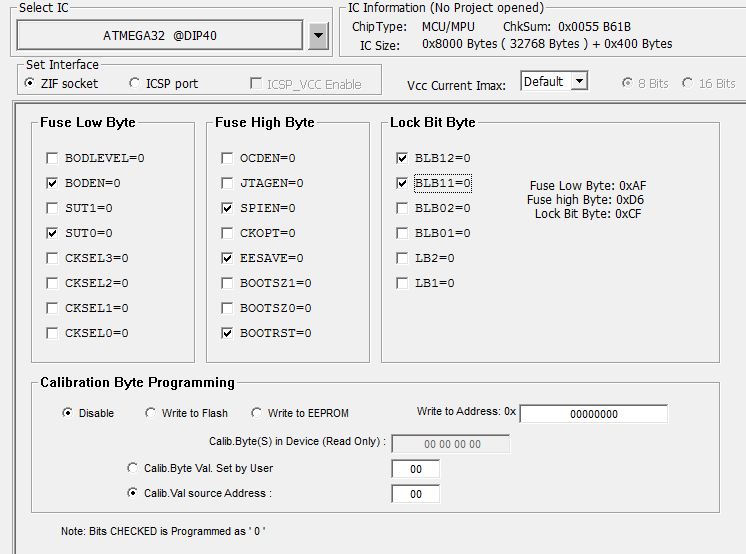 Select IC
ATMEGA32 @DIP40
IC Information (No Project opened)
ChipType: MCU/MPU ChkSum: 0x0055 B61B
IC Size: 0x8000 Bytes ( 32768 Bytes ) + 0x400 Bytes
Set Interface
ZIF socket ICSP port ICSP_VCC Enable
Vcc Current Imax: Default 8 Bits 16 Bits
Fuse Low Byte
BODLEVEL=0
BODEN=0
SUT1=0
SUT0=0
CKSEL3=0
CKSEL2=0
CKSEL1=0
CKSEL0=0
Fuse High Byte
OCDEN=0
JTAGEN=0
SPIEN=0
CKOPT=0
EESAVE=0
BOOTSZ1=0
BOOTSZ0=0
BOOTRST=0
Lock Bit Byte
BLB12=0
BLB11=0
BLB02=0
BLB01=0
LB2=0
LB1=0
Fuse Low Byte: 0xAF
Fuse high Byte: 0xD6
Lock Bit Byte: 0xCF
Calibration Byte Programming
Disable Write to Flash Write to EEPROM Write to Address: 0x 00000000
Calib.Byte(S) in Device (Read Only) : 00 00 00 00
Calib.Byte Val. Set by User 00
Calib.Val source Address : 00
Note: Bits CHECKED is Programmed as ' 0 '